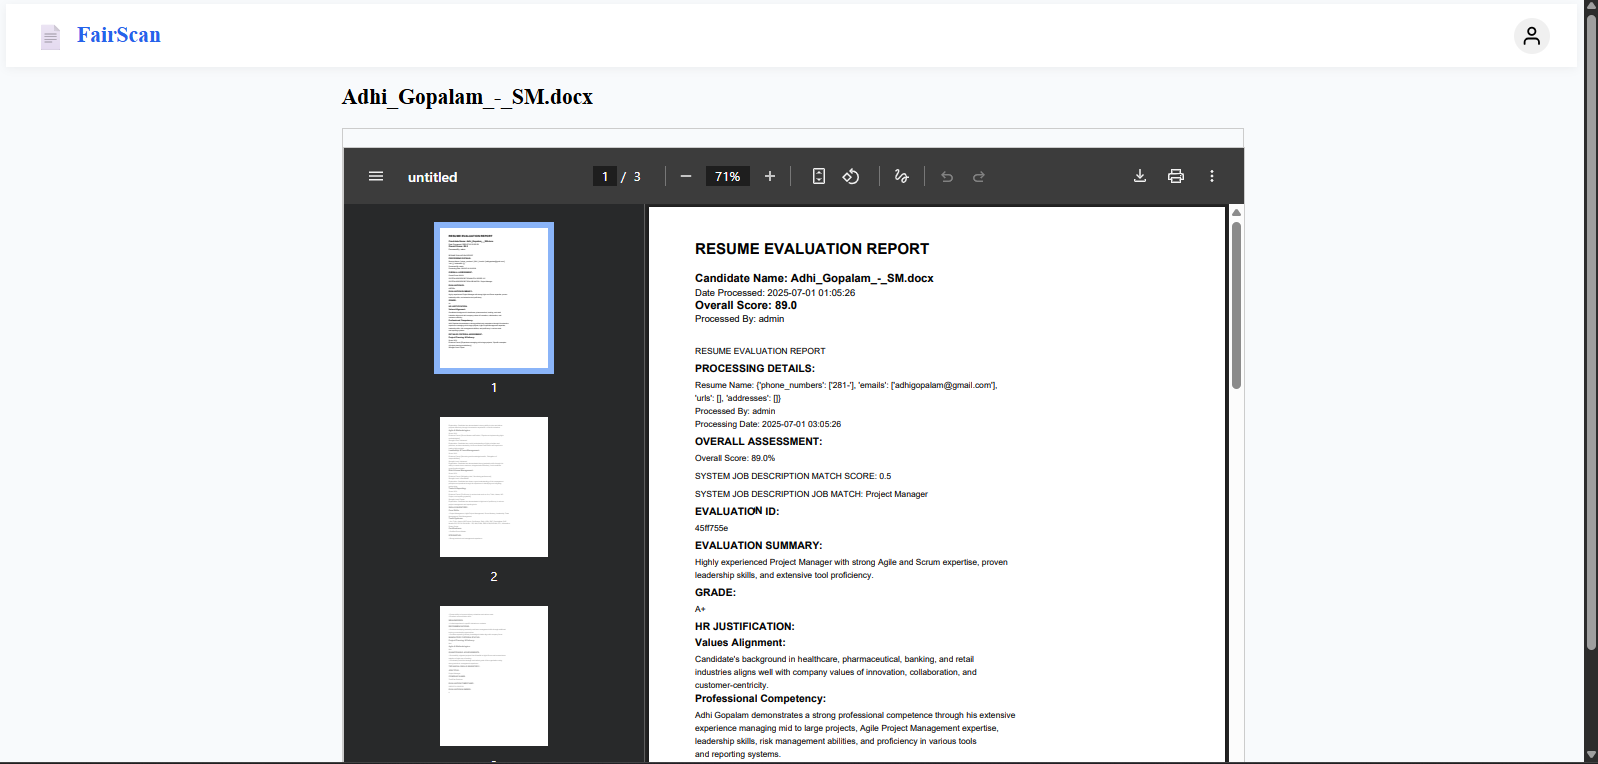 FairScan
Adhi_Gopalam_-_SM.docx
untitled
1 / 3
71%
1
2
RESUME EVALUATION REPORT
Candidate Name: Adhi_Gopalam_-_SM.docx
Date Processed: 2025-07-01 01:05:26
Overall Score: 89.0
Processed By: admin
RESUME EVALUATION REPORT
PROCESSING DETAILS:
Resume Name: {'phone_numbers': ['281-'], 'emails': ['adhigopalam@gmail.com'],
'urls': [], 'addresses': []}
Processed By: admin
Processing Date: 2025-07-01 03:05:26
OVERALL ASSESSMENT:
Overall Score: 89.0%
SYSTEM JOB DESCRIPTION MATCH SCORE: 0.5
SYSTEM JOB DESCRIPTION JOB MATCH: Project Manager
EVALUATION ID:
45ff755e
EVALUATION SUMMARY:
Highly experienced Project Manager with strong Agile and Scrum expertise, proven
leadership skills, and extensive tool proficiency.
GRADE:
A+
HR JUSTIFICATION:
Values Alignment:
Candidate's background in healthcare, pharmaceutical, banking, and retail
industries aligns well with company values of innovation, collaboration, and
customer-centricity.
Professional Competency:
Adhi Gopalam demonstrates a strong professional competence through his extensive
experience managing mid to large projects, Agile Project Management expertise,
leadership skills, risk management abilities, and proficiency in various tools
and reporting systems.